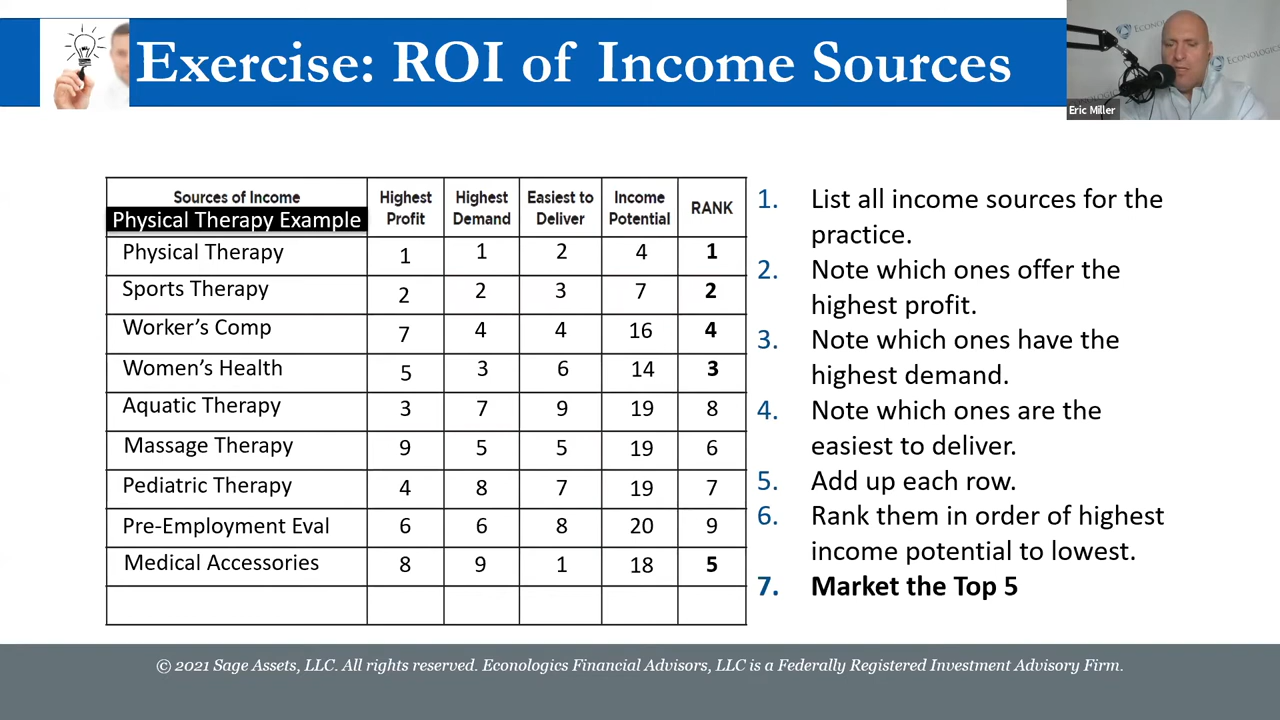 Exercise: ROI of Income Sources
ECONOLOGICS
Eric Miller
Sources of Income Highest Profit Highest Demand Easiest to Deliver Income Potential RANK
Physical Therapy Example
Physical Therapy 1 1 2 4 1
Sports Therapy 2 2 3 7 2
Worker's Comp 7 4 4 16 4
Women's Health 5 3 6 14 3
Aquatic Therapy 3 7 9 19 8
Massage Therapy 9 5 5 19 6
Pediatric Therapy 4 8 7 19 7
Pre-Employment Eval 6 6 8 20 9
Medical Accessories 8 9 1 18 5
1. List all income sources for the
practice.
2. Note which ones offer the
highest profit.
3. Note which ones have the
highest demand.
4. Note which ones are the
easiest to deliver.
5. Add up each row.
6. Rank them in order of highest
income potential to lowest.
7. Market the Top 5
© 2021 Sage Assets, LLC. All rights reserved. Econologics Financial Advisors, LLC is a Federally Registered Investment Advisory Firm.